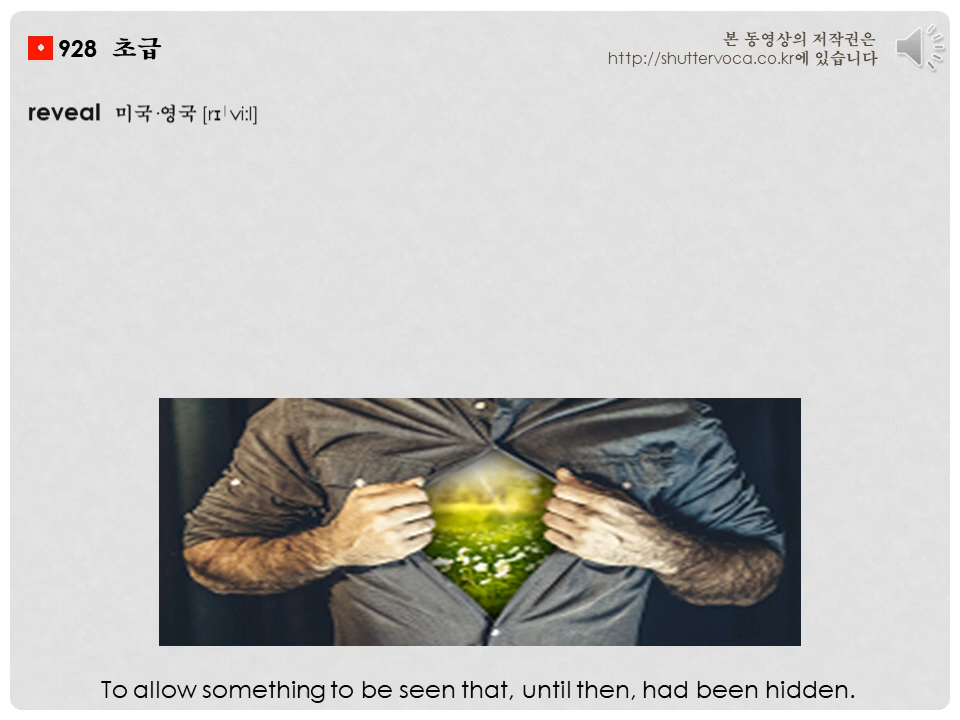 928 초급
본 동영상의 저작권은
http://shuttervoca.co.kr에 있습니다
reveal 미국·영국 [rɪˈviːl]
To allow something to be seen that, until then, had been hidden.